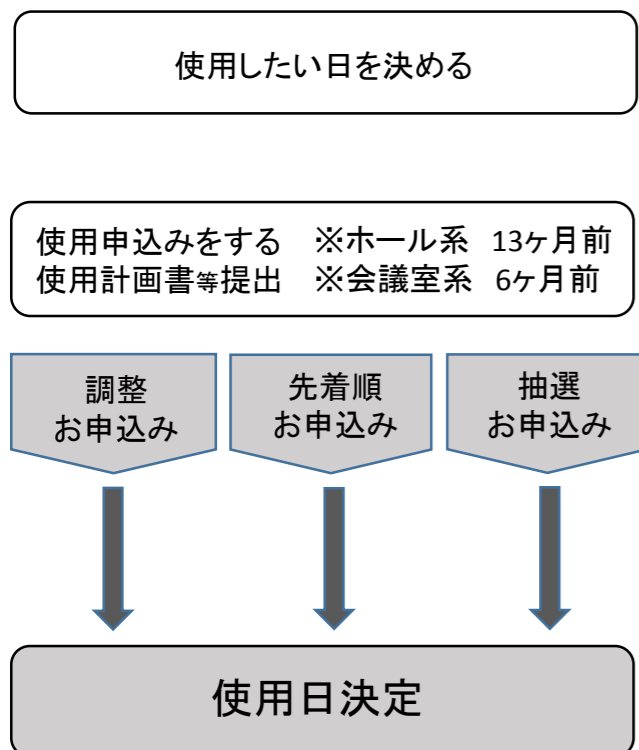 使用したい日を決める
使用申込みをする ※ホール系 13ヶ月前
使用計画書等提出 ※会議室系 6ヶ月前
調整
お申込み
先着順
お申込み
抽選
お申込み
使用日決定